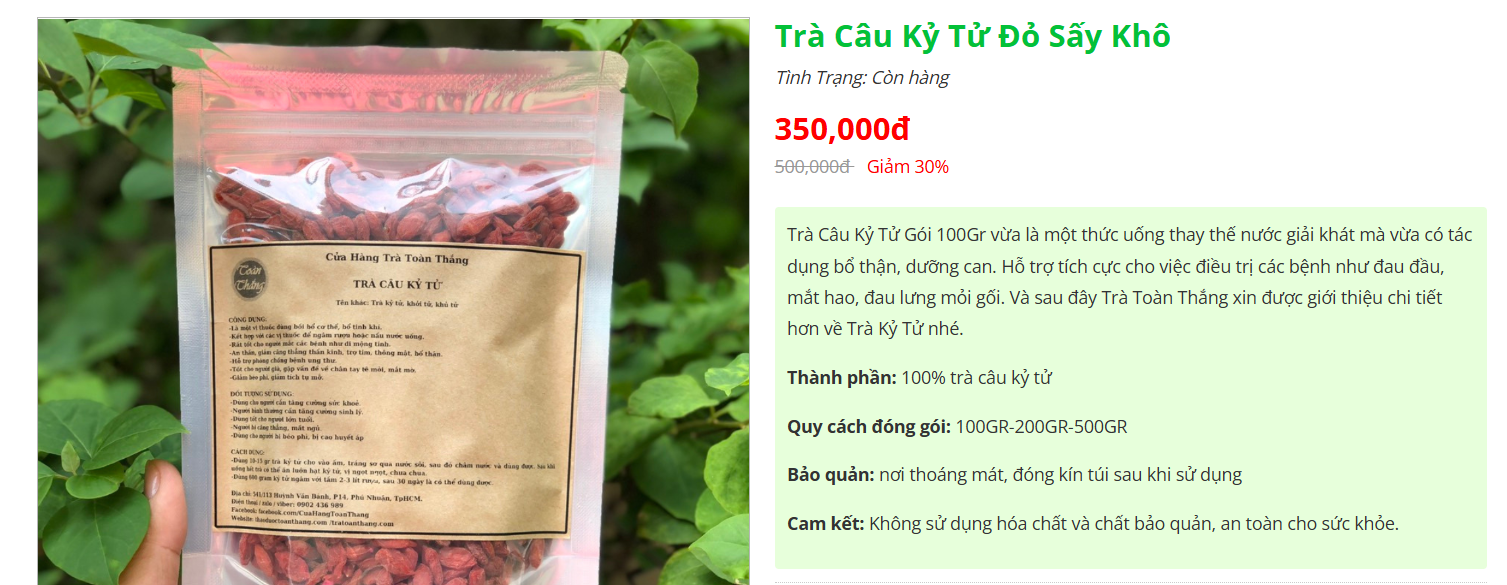 Trà Câu Kỷ Tử Đỏ Sấy Khô
Tình Trạng: Còn hàng
350,000đ
500,000đ Giảm 30%
Trà Câu Kỷ Tử Gói 100Gr vừa là một thức uống thay thế nước giải khát mà vừa có tác
dụng bổ thận, dưỡng can. Hỗ trợ tích cực cho việc điều trị các bệnh như đau đầu,
mắt hao, đau lưng mỏi gối. Và sau đây Trà Toàn Thắng xin được giới thiệu chi tiết
hơn về Trà Kỷ Tử nhé.
Thành phần: 100% trà câu kỷ tử
Quy cách đóng gói: 100GR-200GR-500GR
Bảo quản: nơi thoáng mát, đóng kín túi sau khi sử dụng
Cam kết: Không sử dụng hóa chất và chất bảo quản, an toàn cho sức khỏe.
Toàn
Thắng
Cửa Hàng Trà Toàn Thắng
TRÀ CÂU KỶ TỬ
Tên khác: Trà kỷ tử, khởi tử, khủ tử
CÔNG DỤNG:
-Là một vị thuốc dùng bồi bổ cơ thể, bổ tinh khí.
-Kết hợp với các vị thuốc để ngâm rượu hoặc nấu nước uống.
-Rất tốt cho người mắc các bệnh như di mộng tinh.
-An thần, giảm căng thẳng thần kinh, trợ tim, thông mật, bổ thận.
-Hỗ trợ phòng chống bệnh ung thư.
-Tốt cho người già, gặp vấn đề về chân tay tê mỏi, mắt mờ.
-Giảm béo phì, giảm tích tụ mỡ.
ĐỐI TƯỢNG SỬ DỤNG:
-Dùng cho người cần tăng cường sức khoẻ
-Người bình thường cần tăng cường sinh lý.
-Dùng tốt cho người lớn tuổi.
-Người bị căng thẳng, mất ngủ.
-Dùng cho người bị béo phì, bị cao huyết áp
CÁCH DÙNG
-Dùng 10-15 gr trà kỷ tử cho vào ấm, tráng sơ qua nước sôi, sau đó châm nước và dùng được. Sau khi
uống hết trà có thể ăn luôn hạt kỷ tử, vị ngọt ngọt, chua chua.
-Dùng 600 gram kỷ tử ngâm với tầm 2-3 lít rượu, sau 30 ngày là có thể dùng được.
Địa chỉ: 541/113 Huỳnh Văn Bánh, P14, Phú Nhuận, TpHCM.
Điện thoại / zalo / viber: 0902 436 989
Facebook: facebook.com/CuaHangToanThang
Website: thaoduoctoanthang.com /tratoanthang.com